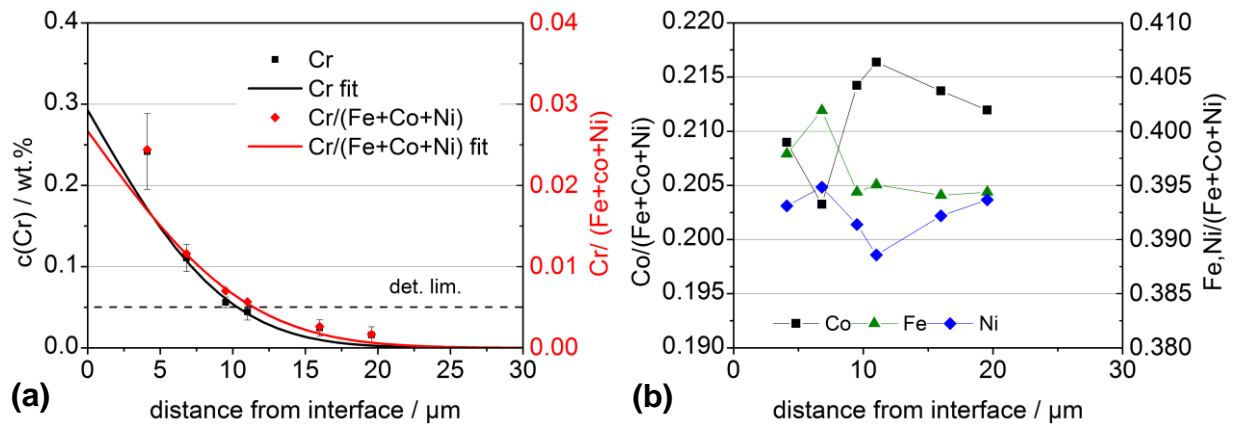 0.4
0.3
0.2
0.1
0.0
c(Cr) / wt.%
Cr
Cr fit
Cr/(Fe+Co+Ni)
Cr/(Fe+Co+Ni) fit
det. lim.
0.04
0.03
0.02
0.01
0.00
Cr/ (Fe+co+Ni)
0 5 10 15 20 25 30
distance from interface / µm
(a)
0.220
0.215
0.210
0.205
0.200
0.195
0.190
Co/(Fe+Co+Ni)
Co Fe Ni
0.410
0.405
0.400
0.395
0.390
0.385
0.380
Fe,Ni/(Fe+Co+Ni)
0 10 20 30
distance from interface / µm
(b)